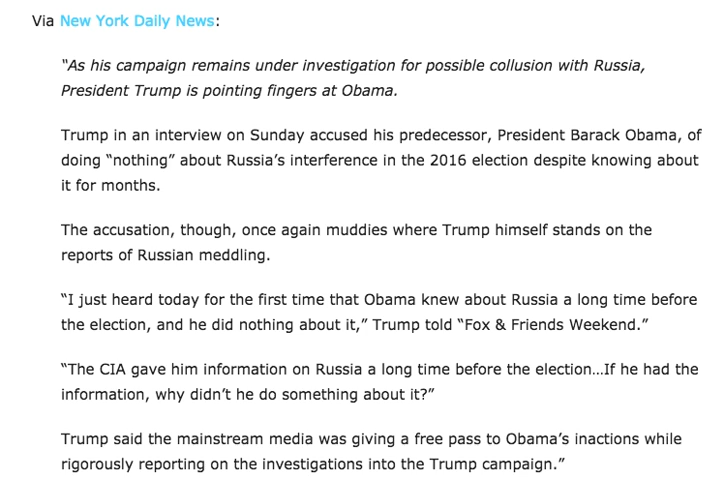 Via New York Daily News:
“As his campaign remains under investigation for possible collusion with Russia,
President Trump is pointing fingers at Obama.
Trump in an interview on Sunday accused his predecessor, President Barack Obama, of
doing “nothing” about Russia’s interference in the 2016 election despite knowing about
it for months.
The accusation, though, once again muddies where Trump himself stands on the
reports of Russian meddling.
“I just heard today for the first time that Obama knew about Russia a long time before
the election, and he did nothing about it,” Trump told “Fox & Friends Weekend.”
“The CIA gave him information on Russia a long time before the election…If he had the
information, why didn’t he do something about it?”
Trump said the mainstream media was giving a free pass to Obama’s inactions while
rigorously reporting on the investigations into the Trump campaign.”